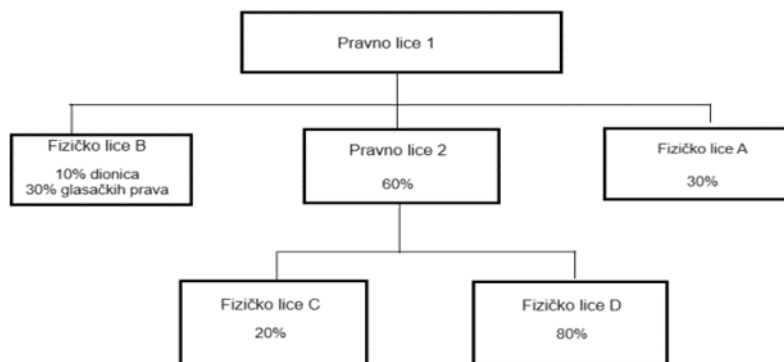 Pravno lice 1
Fizičko lice B
10% dionica
30% glasačkih prava
Pravno lice 2
60%
Fizičko lice A
30%
Fizičko lice C
20%
Fizičko lice D
80%